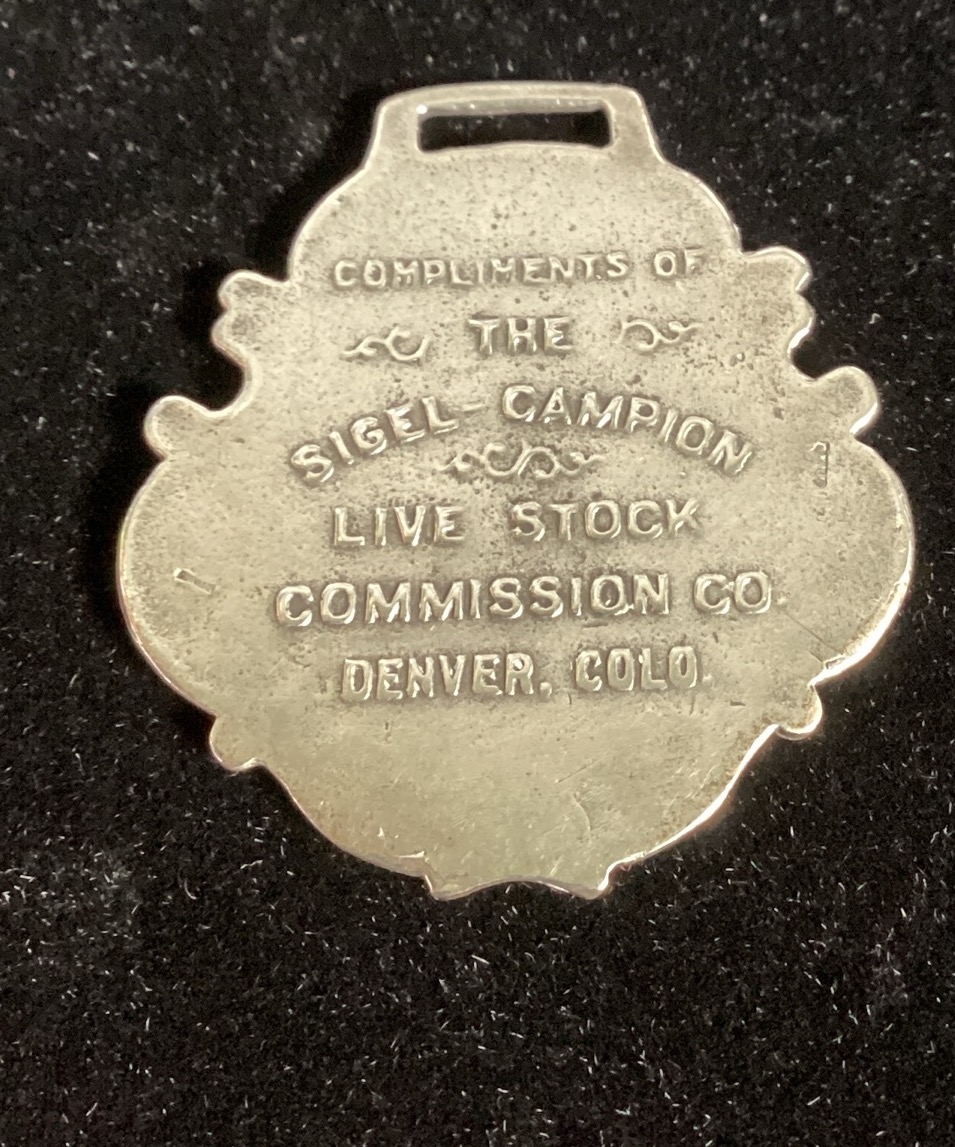 COMPLIMENTS OF
THE
SIGEL-CAMPION
LIVE STOCK
COMMISSION CO.
DENVER, COLO.